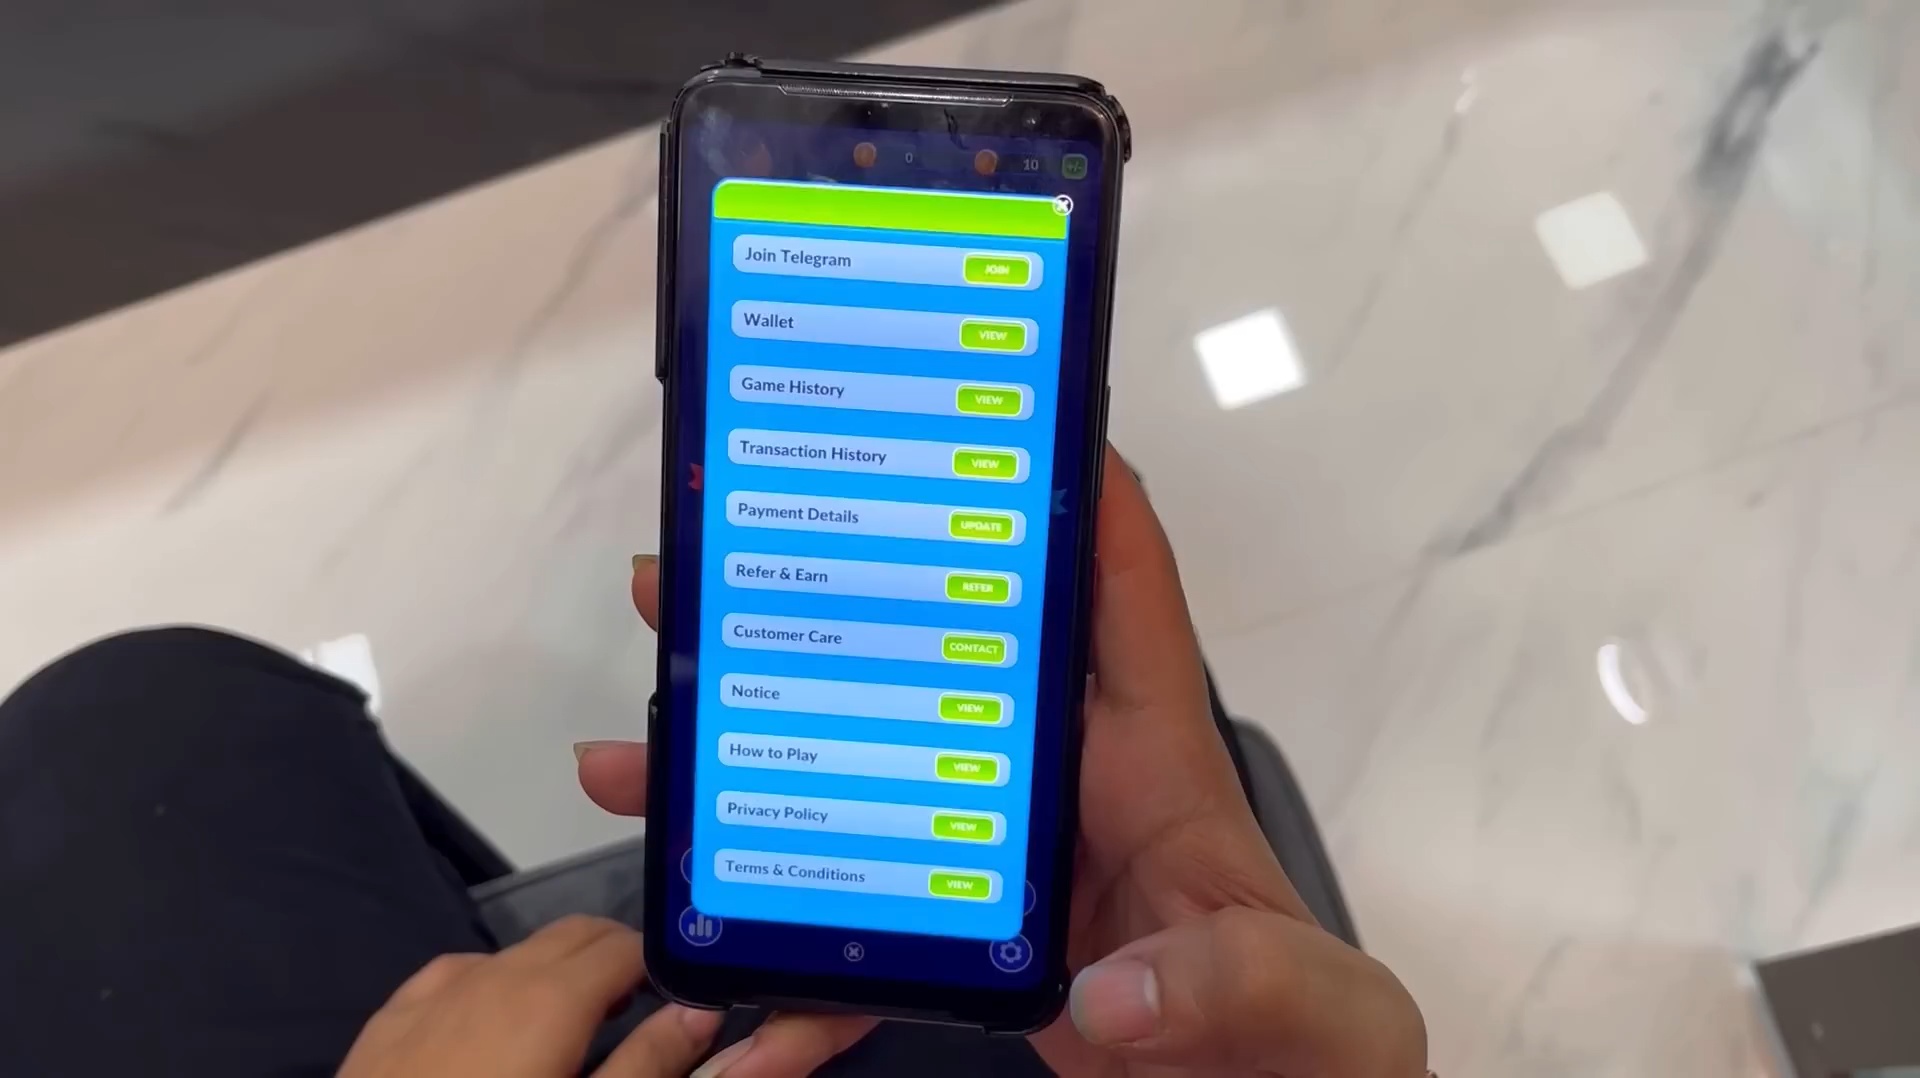 0
10
+/-
Join Telegram
JOIN
Wallet
VIEW
Game History
VIEW
Transaction History
VIEW
Payment Details
UPDATE
Refer & Earn
REFER
Customer Care
CONTACT
Notice
VIEW
How to Play
VIEW
Privacy Policy
VIEW
Terms & Conditions
VIEW